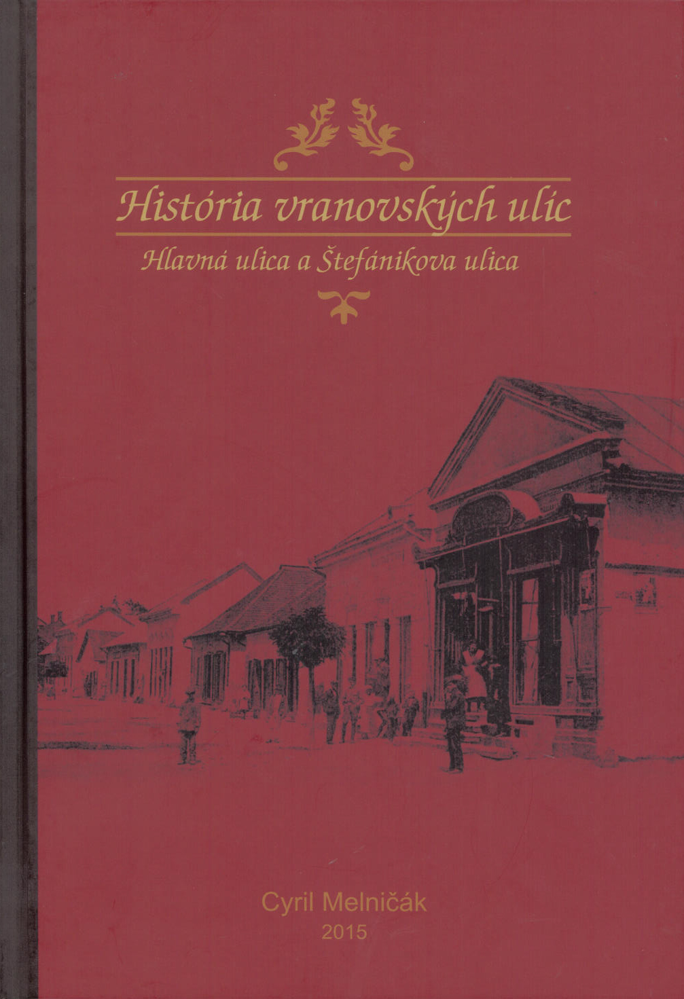 História vranovských ulíc
Hlavná ulica a Štefánikova ulica
Cyril Melničák
2015